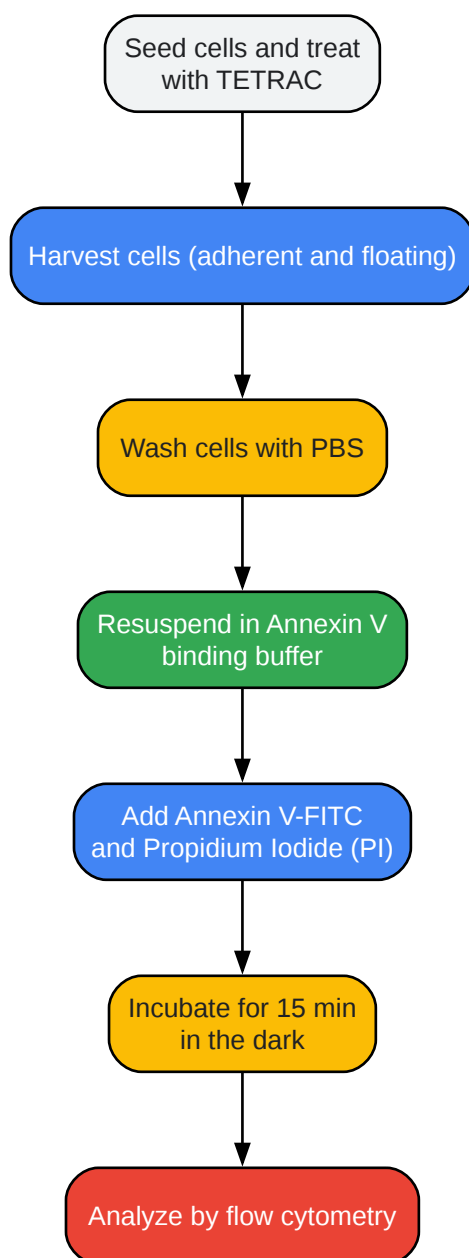 Seed cells and treat
with TETRAC
Harvest cells (adherent and floating)
Wash cells with PBS
Resuspend in Annexin V
binding buffer
Add Annexin V-FITC
and Propidium Iodide (PI)
Incubate for 15 min
in the dark
Analyze by flow cytometry